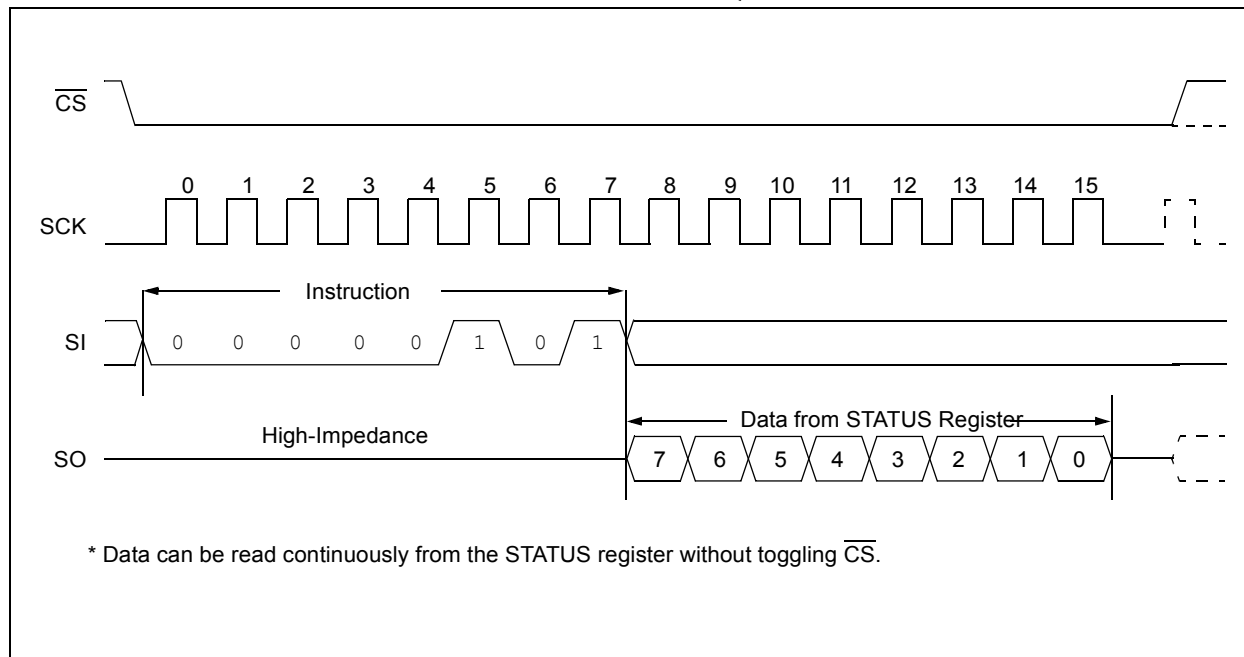 CS
0 1 2 3 4 5 6 7 8 9 10 11 12 13 14 15
SCK
Instruction
SI 0 0 0 0 0 1 0 1
Data from STATUS Register
High-Impedance
SO 7 6 5 4 3 2 1 0
* Data can be read continuously from the STATUS register without toggling CS.